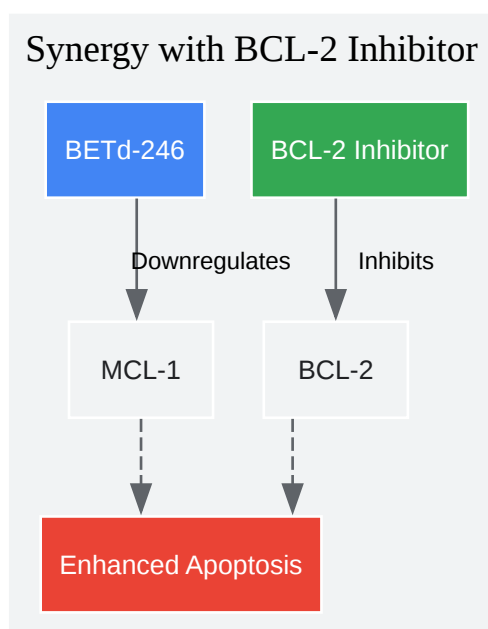 Synergy with BCL-2 Inhibitor
BETd-246
BCL-2 Inhibitor
Downregulates
Inhibits
MCL-1
BCL-2
Enhanced Apoptosis